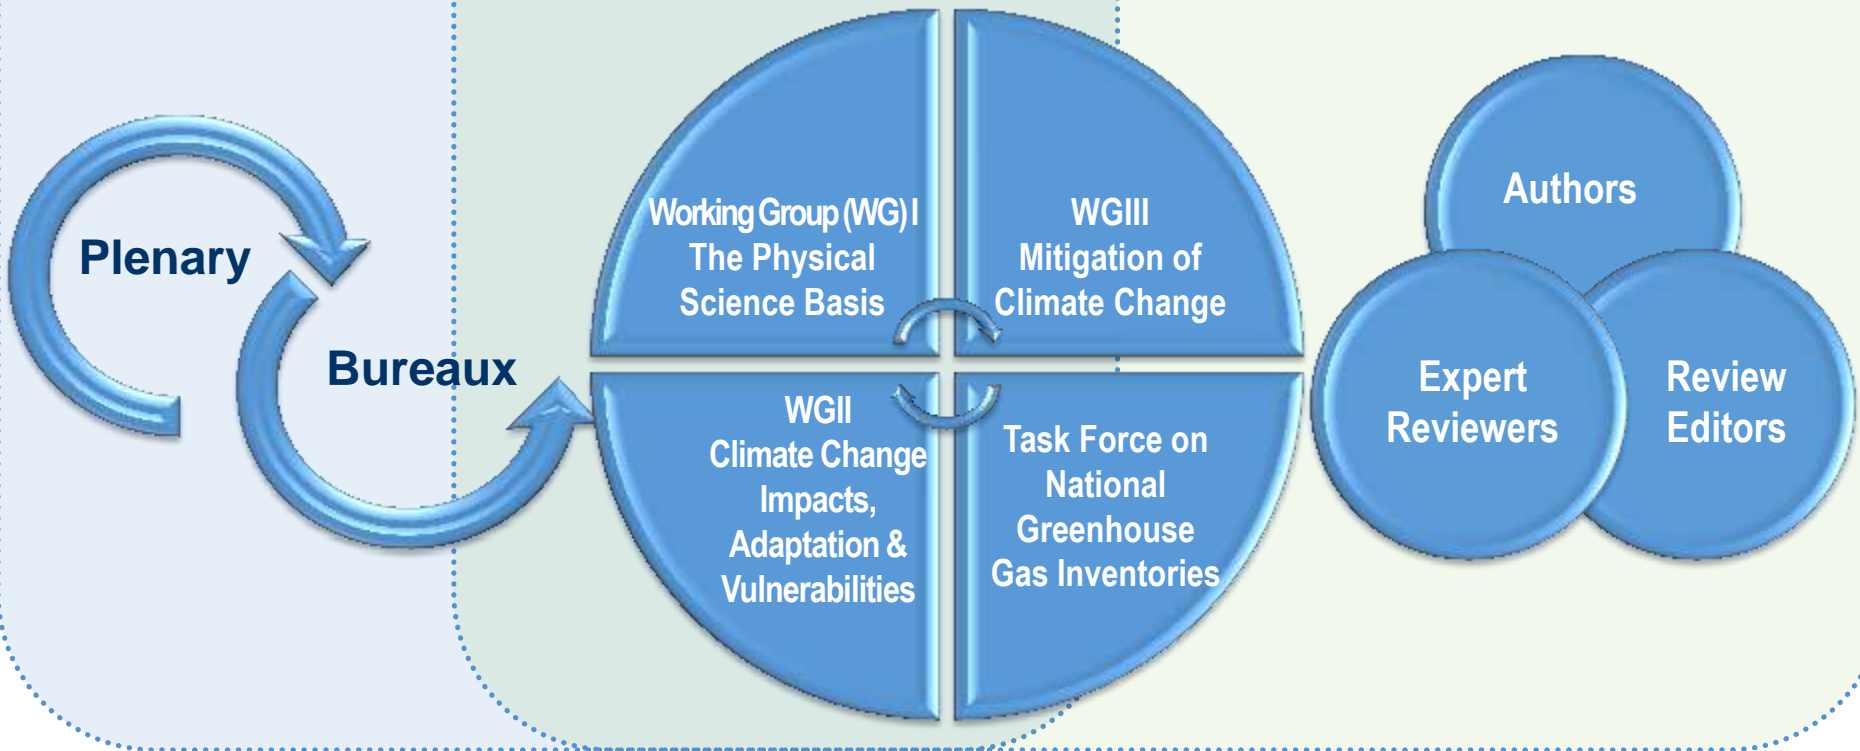 Plenary
Bureaux
Working Group (WG) I
The Physical
Science Basis
WGIII
Mitigation of
Climate Change
WGII
Climate Change
Impacts,
Adaptation &
Vulnerabilities
Task Force on
National
Greenhouse
Gas Inventories
Authors
Expert
Reviewers
Review
Editors